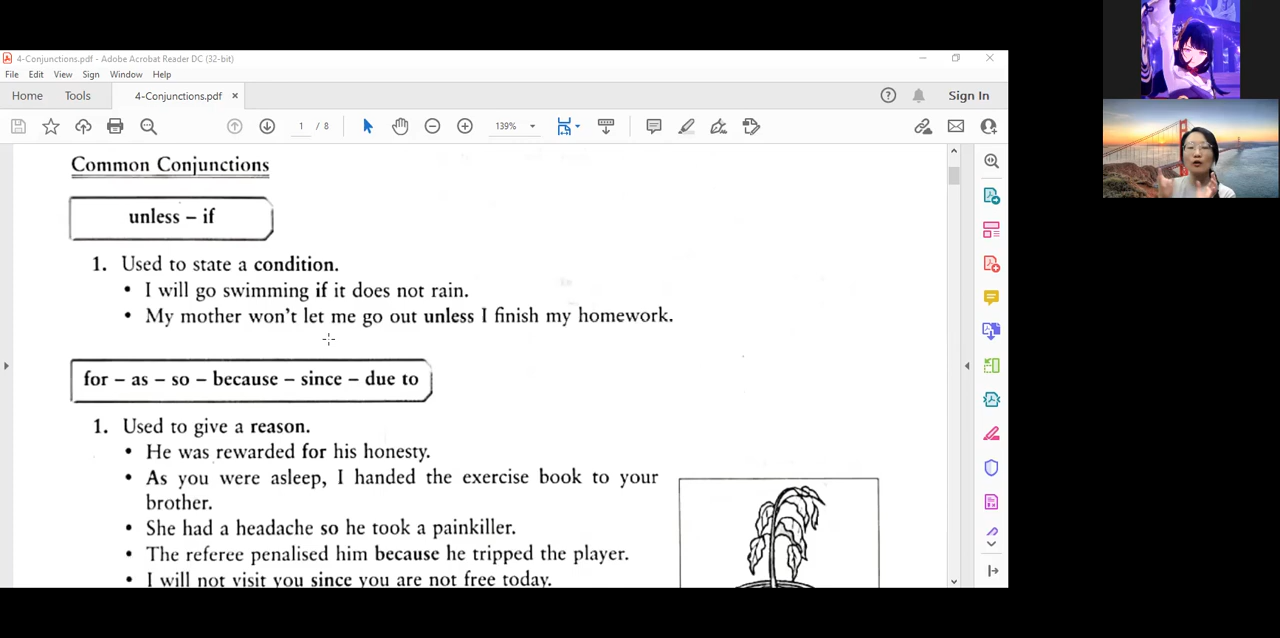 4-Conjunctions.pdf - Adobe Acrobat Reader DC (32-bit)
File Edit View Sign Window Help
Home Tools 4-Conjunctions.pdf × Sign In
1 / 8 139%
Common Conjunctions
unless – if
1. Used to state a condition.
• I will go swimming if it does not rain.
• My mother won't let me go out unless I finish my homework.
for – as – so – because – since – due to
1. Used to give a reason.
• He was rewarded for his honesty.
• As you were asleep, I handed the exercise book to your
brother.
• She had a headache so he took a painkiller.
• The referee penalised him because he tripped the player.
• I will not visit you since you are not free today.